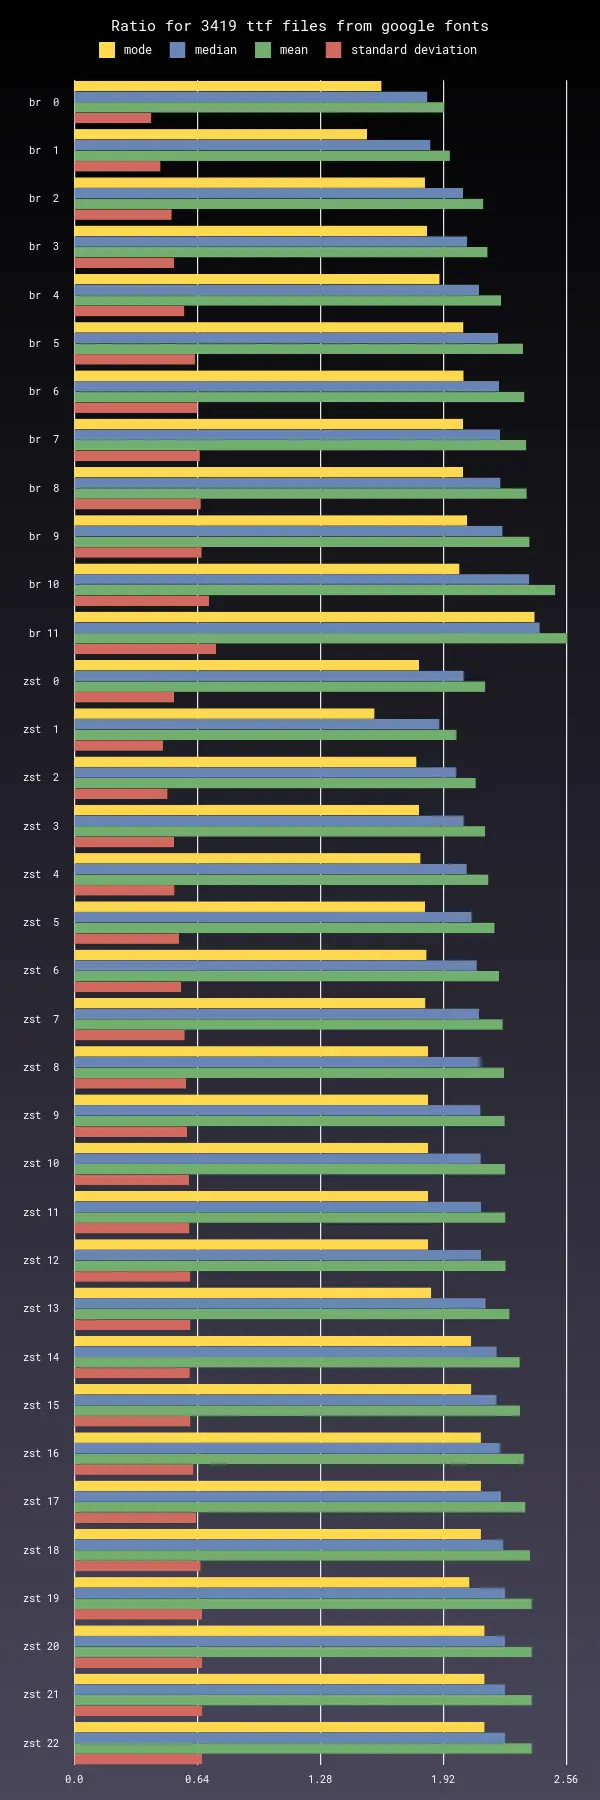 Ratio for 3419 ttf files from google fonts
mode median mean standard deviation
br 0
br 1
br 2
br 3
br 4
br 5
br 6
br 7
br 8
br 9
br 10
br 11
zst 0
zst 1
zst 2
zst 3
zst 4
zst 5
zst 6
zst 7
zst 8
zst 9
zst 10
zst 11
zst 12
zst 13
zst 14
zst 15
zst 16
zst 17
zst 18
zst 19
zst 20
zst 21
zst 22
0.0 0.64 1.28 1.92 2.56